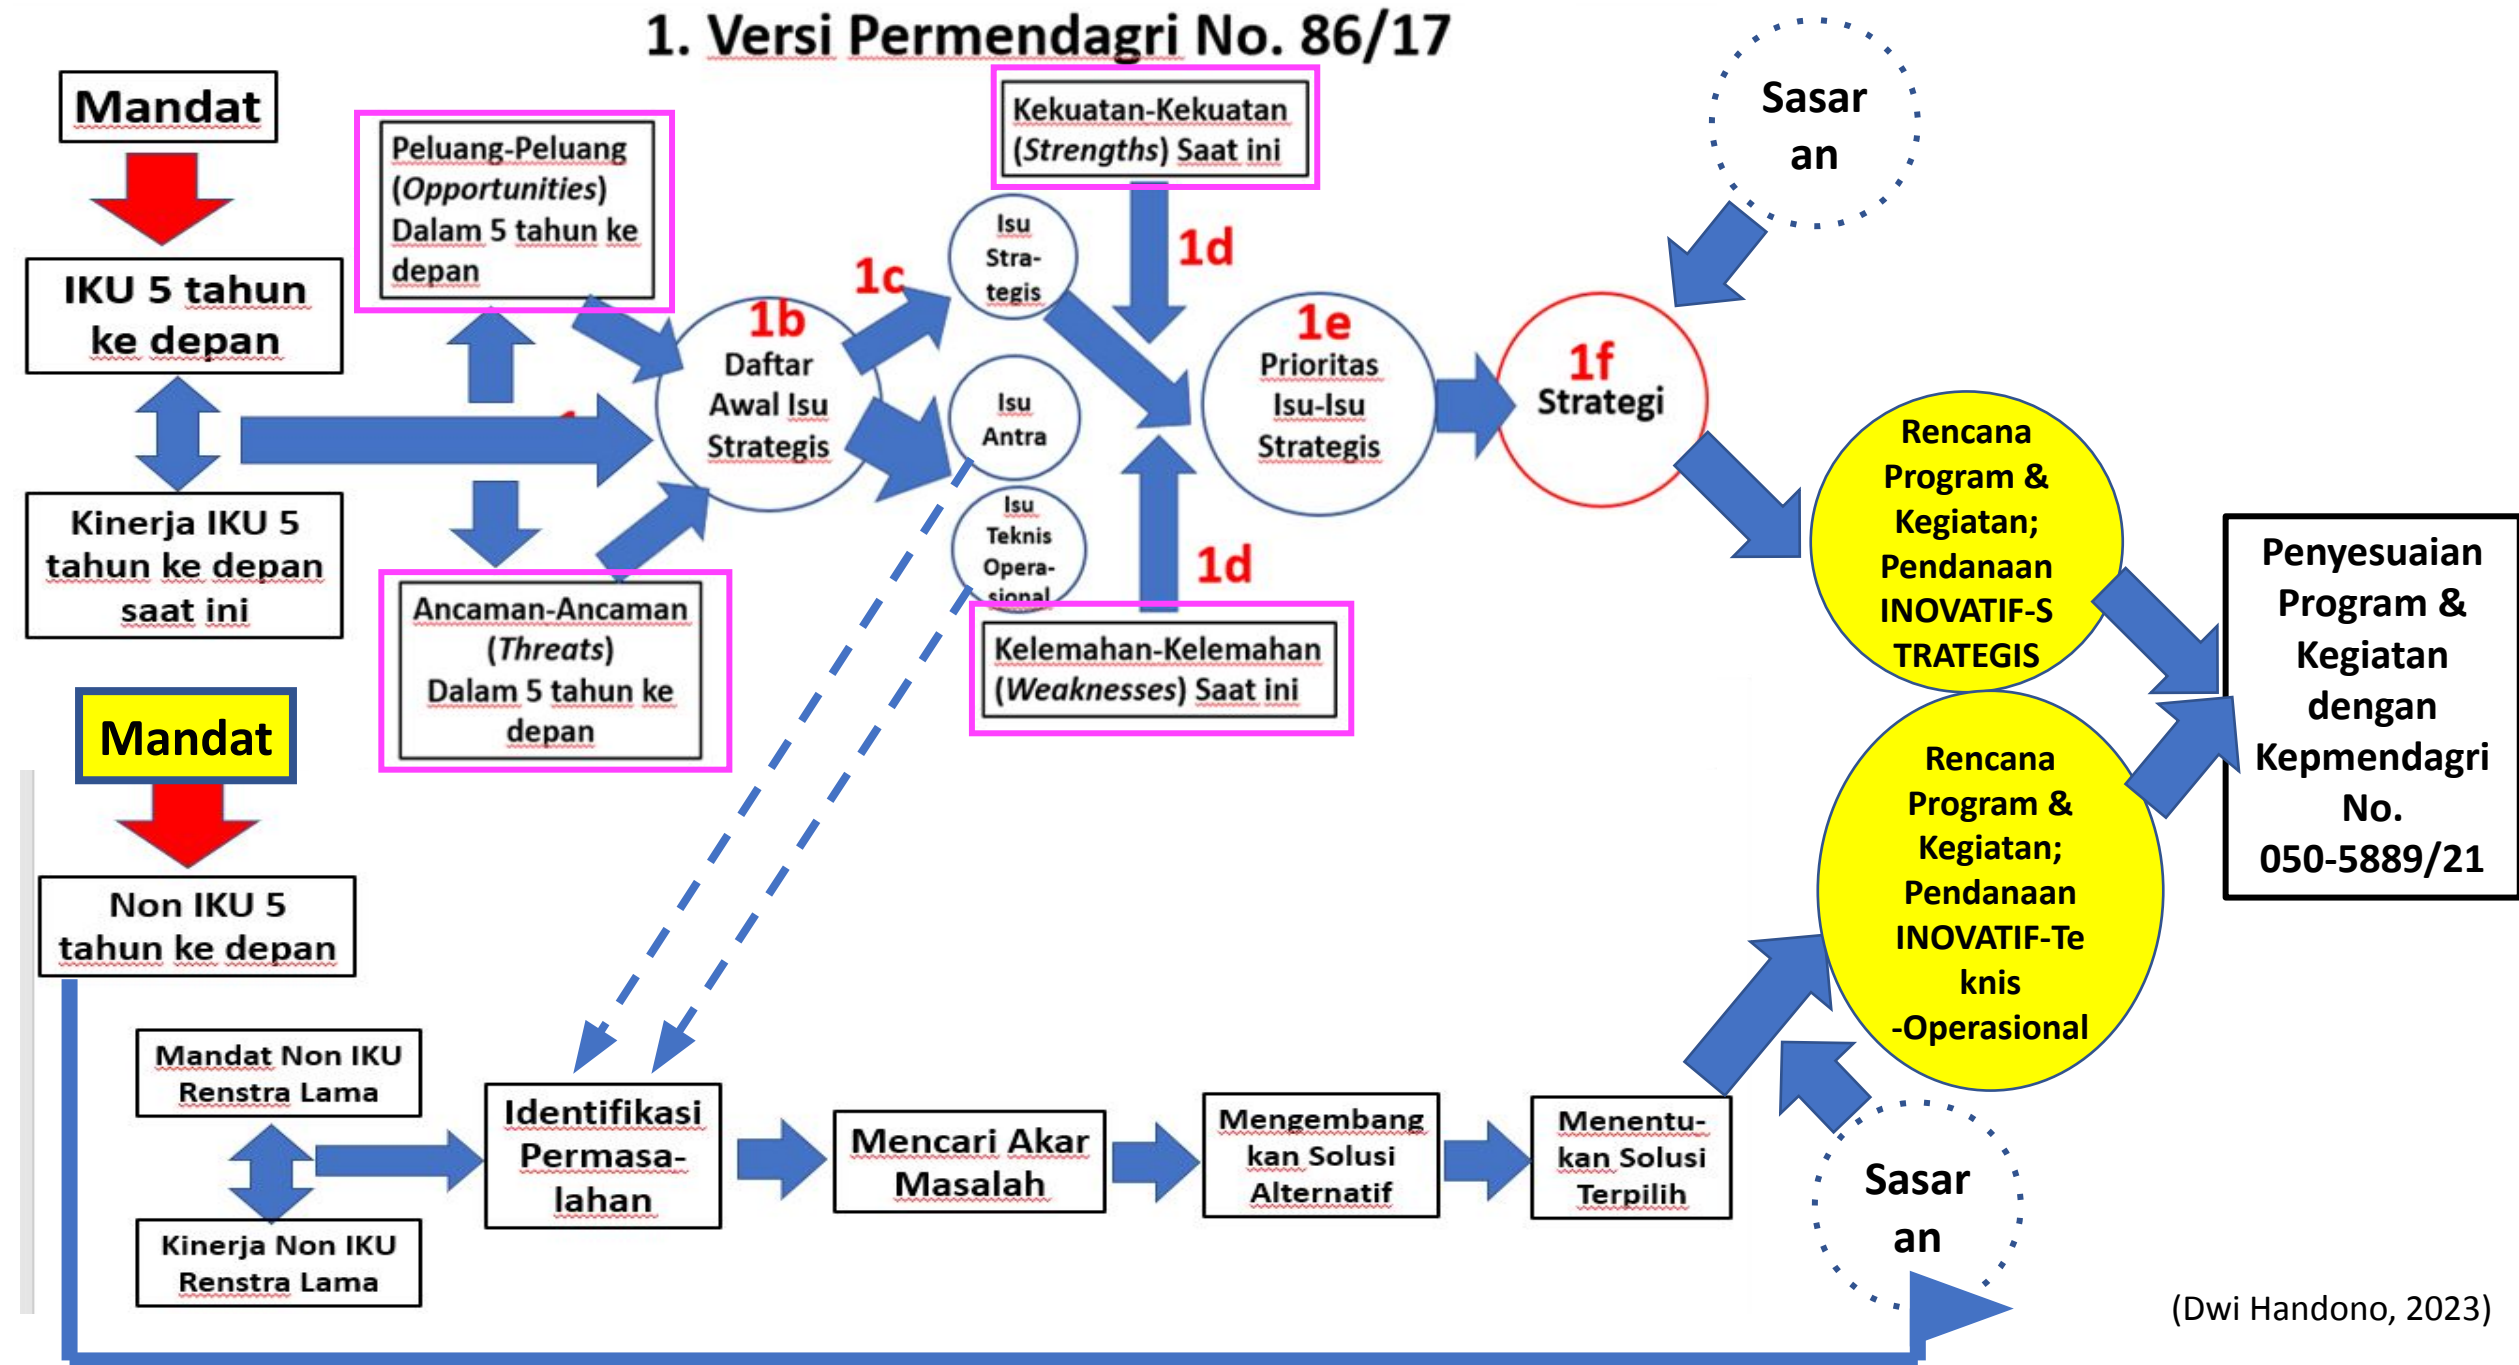 1. Versi Permendagri No. 86/17
Mandat
IKU 5 tahun
ke depan
Kinerja IKU 5
tahun ke depan
saat ini
Peluang-Peluang
(Opportunities)
Dalam 5 tahun ke
depan
Ancaman-Ancaman
(Threats)
Dalam 5 tahun ke
depan
1b
Daftar
Awal Isu
Strategis
1c
Isu
Stra-
tegis
Isu
Antra
Isu
Teknis
Opera-
sional
Kekuatan-Kekuatan
(Strengths) Saat ini
1d
1d
Kelemahan-Kelemahan
(Weaknesses) Saat ini
1e
Prioritas
Isu-Isu
Strategis
1f
Strategi
Sasar
an
Rencana
Program &
Kegiatan;
Pendanaan
INOVATIF-S
TRATEGIS
Penyesuaian
Program &
Kegiatan
dengan
Kepmendagri
No.
050-5889/21
Mandat
Non IKU 5
tahun ke depan
Mandat Non IKU
Renstra Lama
Kinerja Non IKU
Renstra Lama
Identifikasi
Permasa-
lahan
Mencari Akar
Masalah
Mengembang
kan Solusi
Alternatif
Menentu-
kan Solusi
Terpilih
Rencana
Program &
Kegiatan;
Pendanaan
INOVATIF-Te
knis
-Operasional
Sasar
an
(Dwi Handono, 2023)